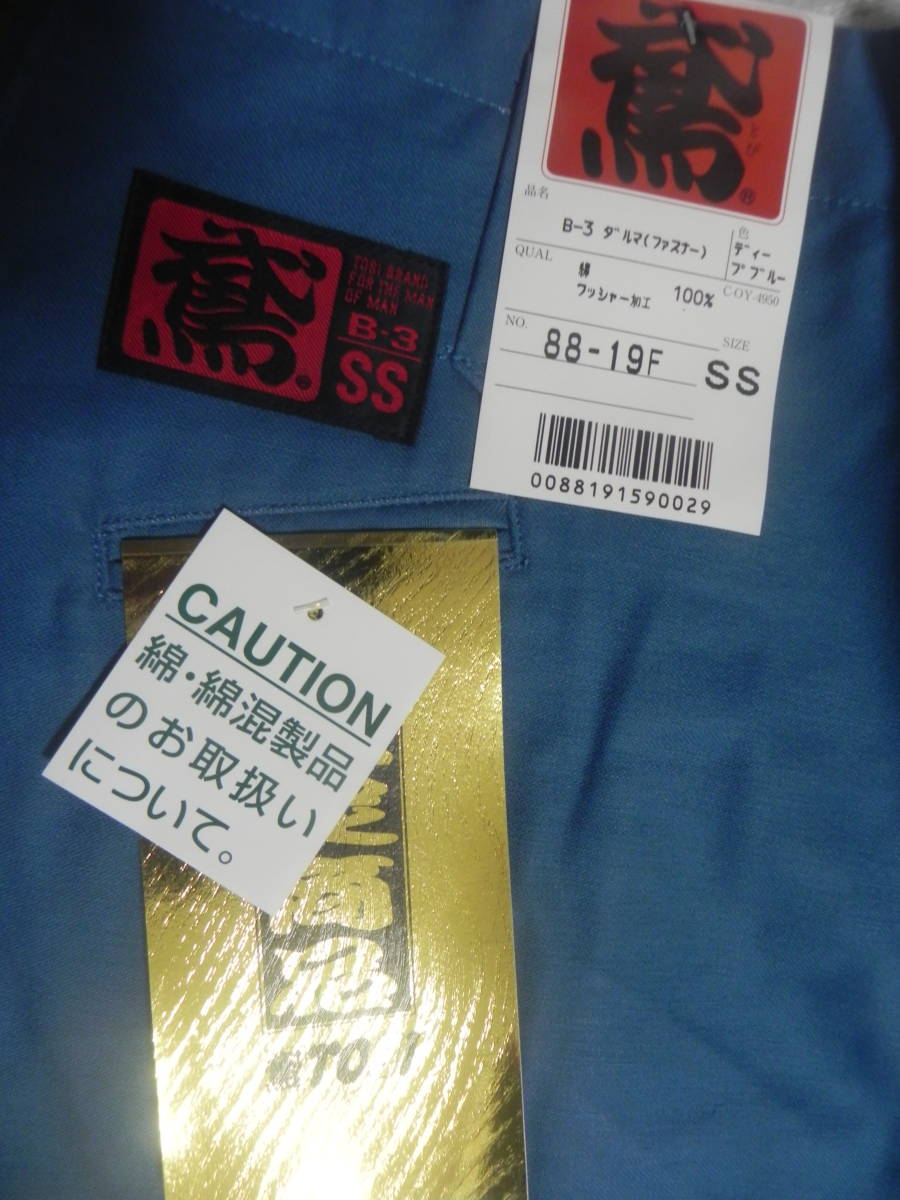 鳶
とび
®
品名
B-3 ダルマ(ファスナー)
色
ディー
プブルー
QUAL
綿 100%
フッシャー加工
C-OY-4950
NO.
88-19F
SIZE
SS
0088191590029
鳶
TOBI BRAND
FOR THE MAN
OF MAN
B-3
SS
CAUTION
綿・綿混製品
のお取扱い
について。